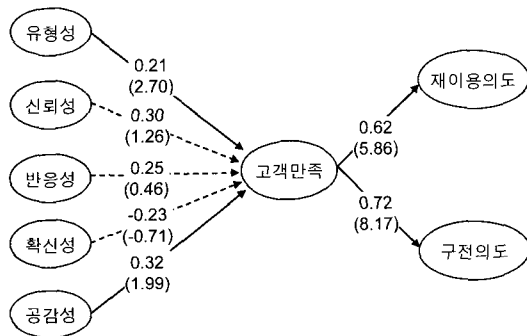 유형성
0.21
(2.70)
신뢰성
0.30
(1.26)
재이용의도
0.62
(5.86)
반응성
0.25
(0.46)
고객만족
-0.23
(-0.71)
0.72
(8.17)
확신성
0.32
(1.99)
구전의도
공감성